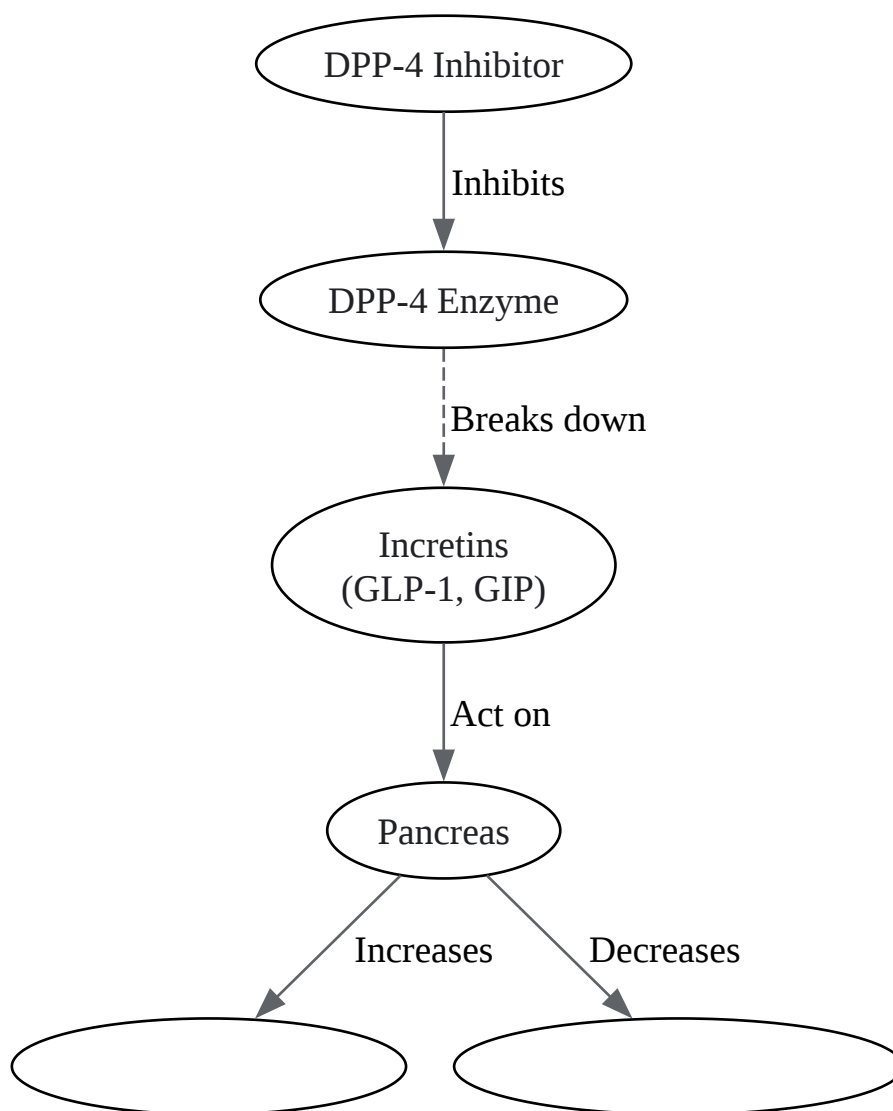 DPP-4 Inhibitor
Inhibits
DPP-4 Enzyme
Breaks down
Incretins
(GLP-1, GIP)
Act on
Pancreas
Increases
Decreases